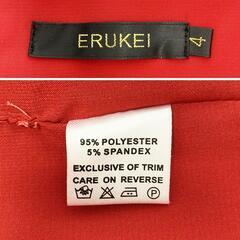 ERUKEI
4
95% POLYESTER
5% SPANDEX
EXCLUSIVE OF TRIM
CARE ON REVERSE
P